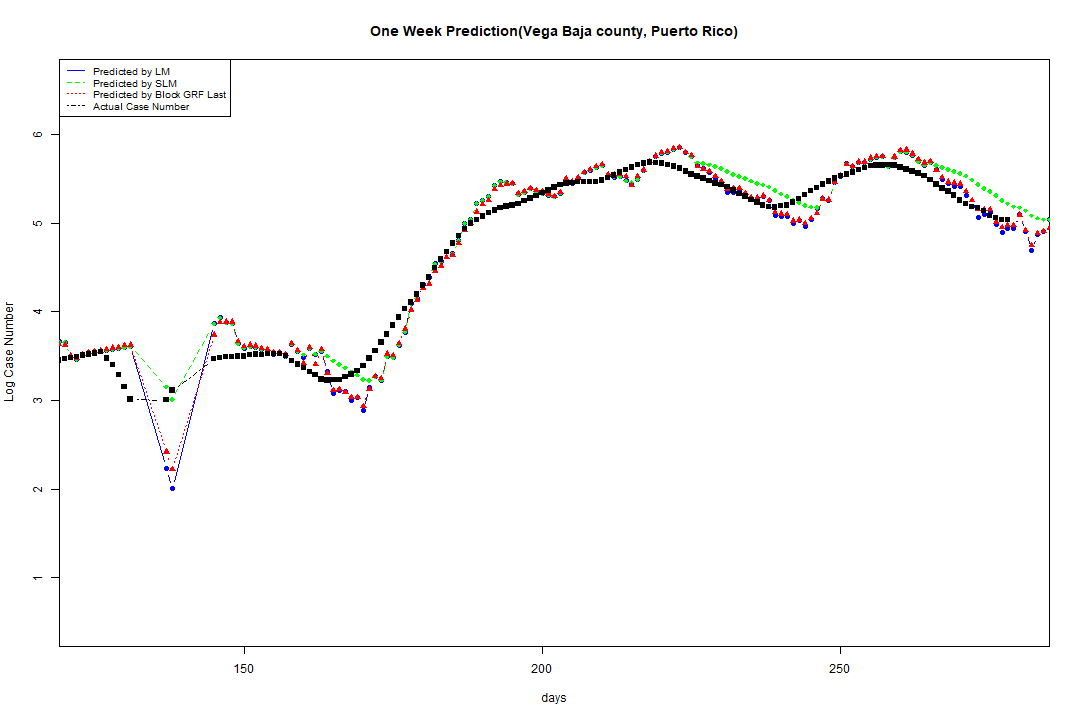 One Week Prediction(Vega Baja county, Puerto Rico)
Predicted by LM
Predicted by SLM
Predicted by Block GRF Last
Actual Case Number
6
5
4
3
2
1
Log Case Number
150
200
250
days